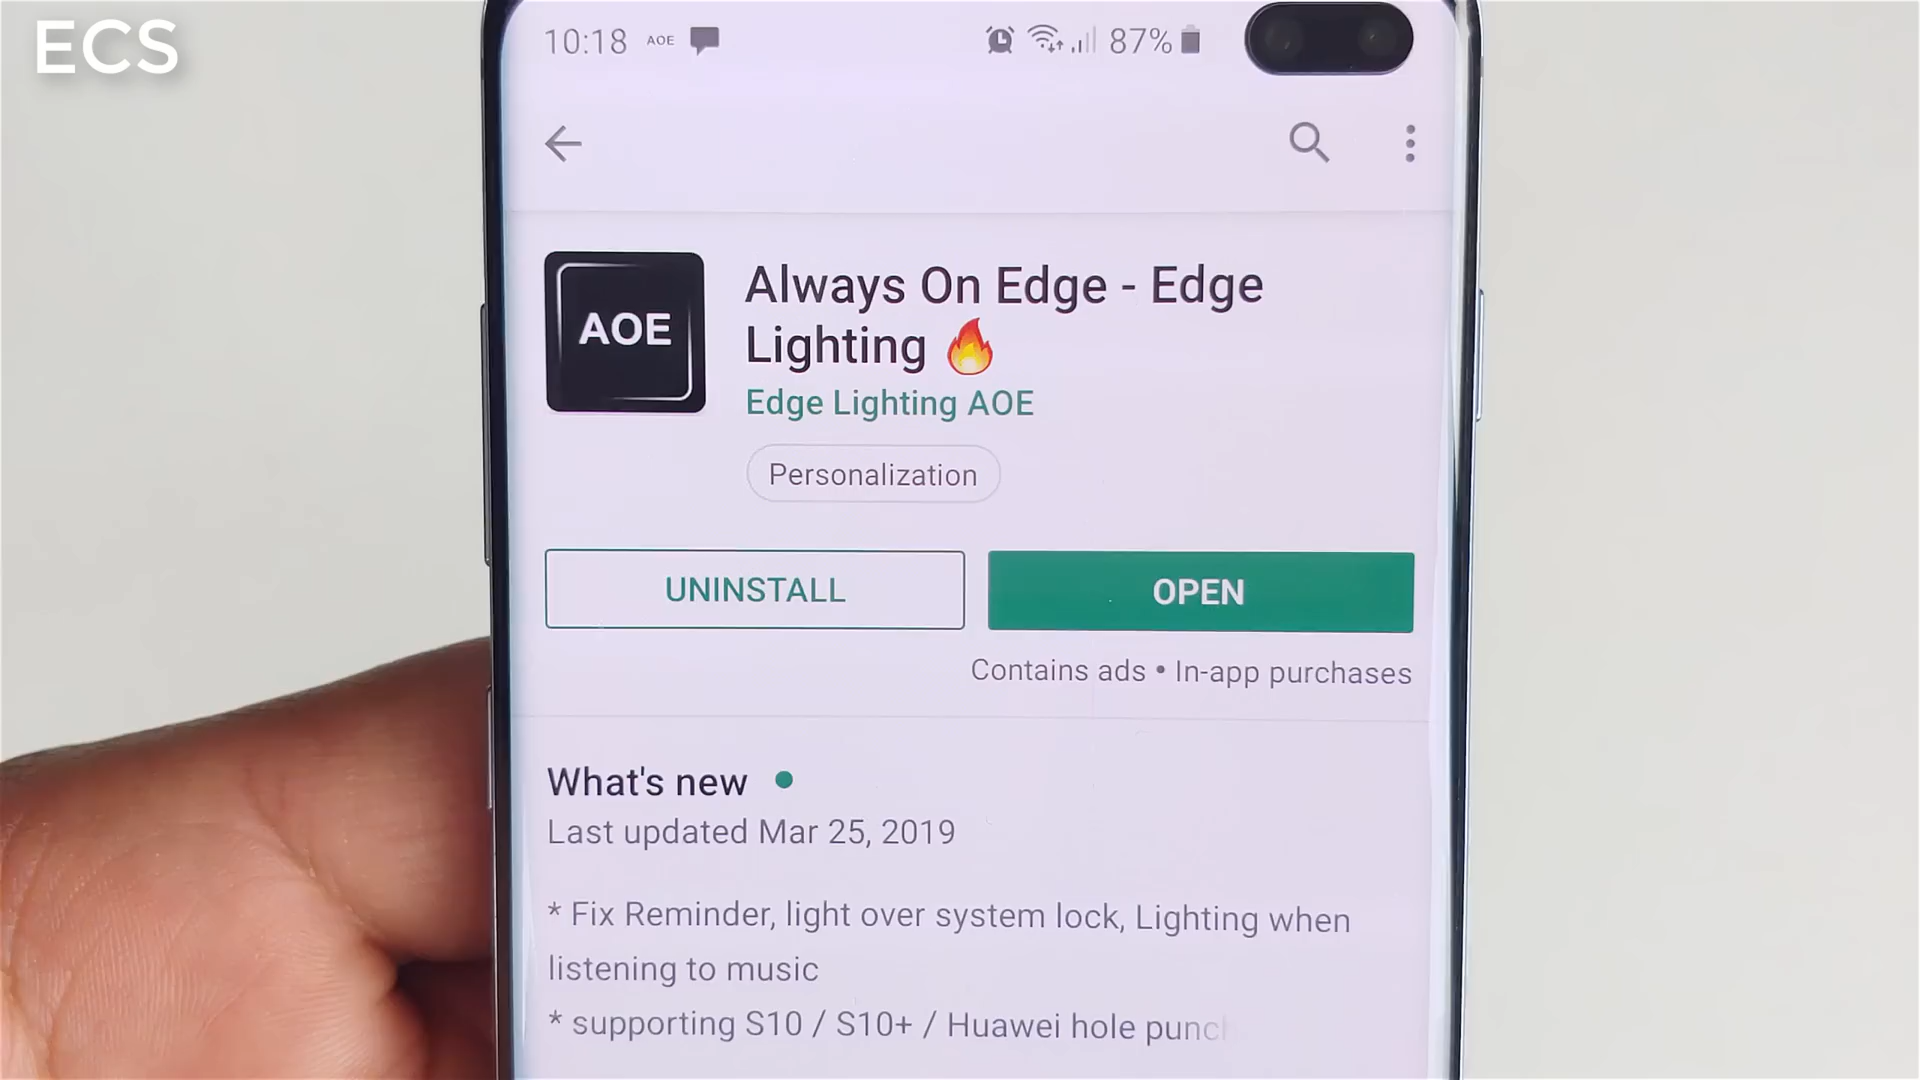 ECS
10:18 AOE 87%
AOE
Always On Edge - Edge
Lighting 🔥
Edge Lighting AOE
Personalization
UNINSTALL OPEN
Contains ads • In-app purchases
What's new
Last updated Mar 25, 2019
* Fix Reminder, light over system lock, Lighting when
listening to music
* supporting S10 / S10+ / Huawei hole punch